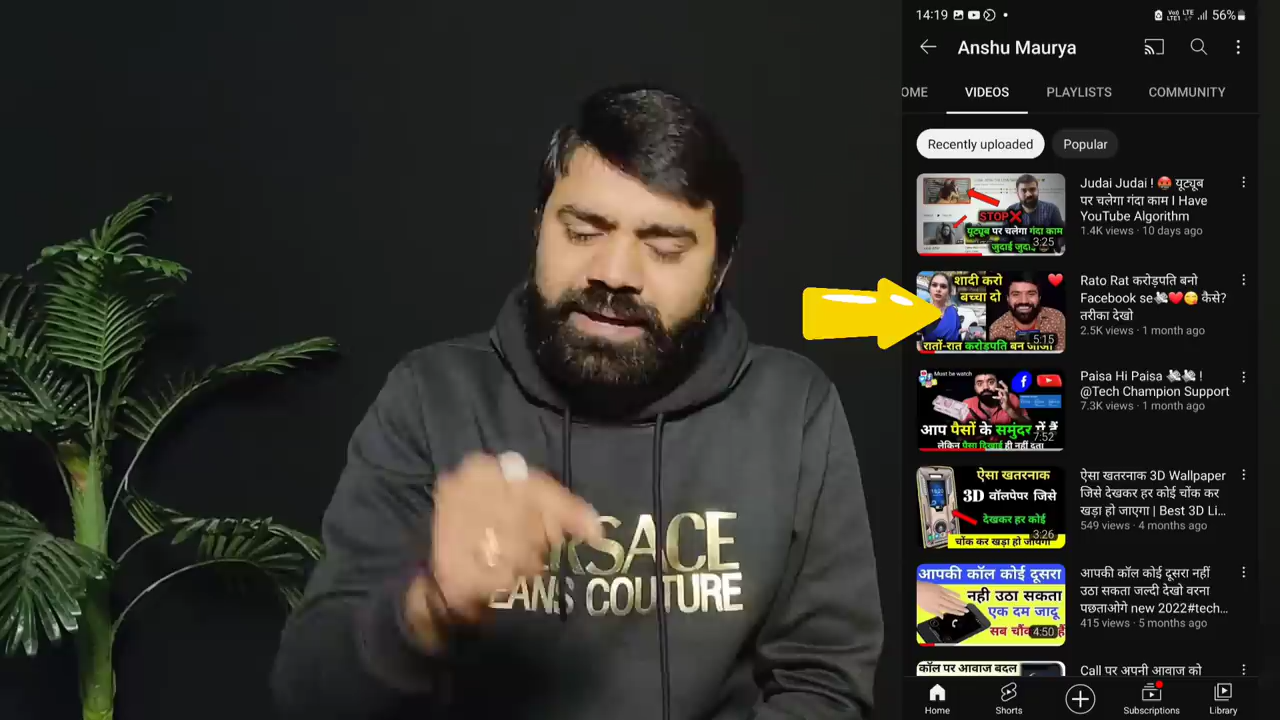 14:19
56%
Anshu Maurya
OME VIDEOS PLAYLISTS COMMUNITY
Recently uploaded Popular
STOP
यूट्यूब पर चलेगा गंदा काम
जुदाई जुदा
3:25
Judai Judai ! 😡 यूट्यूब
पर चलेगा गंदा काम I Have
YouTube Algorithm
1.4K views · 10 days ago
शादी करो
बच्चा दो
5:15
रातों-रात करोड़पति बन जाओ
Rato Rat करोड़पति बनो
Facebook se💸❤️😋 कैसे?
तरीका देखो
2.5K views · 1 month ago
Must be watch
आप पैसों के समुंदर में हैं
7:52
लेकिन पैसा दिखाई ही नहीं देता
Paisa Hi Paisa 💸💸 !
@Tech Champion Support
7.3K views · 1 month ago
ऐसा खतरनाक
3D वॉलपेपर जिसे
देखकर हर कोई
3:26
चोंक कर खड़ा हो जायेगा
ऐसा खतरनाक 3D Wallpaper
जिसे देखकर हर कोई चोंक कर
खड़ा हो जाएगा | Best 3D Li...
549 views · 4 months ago
आपकी कॉल कोई दूसरा
नही उठा सकता
एक दम जादू
सब चौंक हैं
4:50
आपकी कॉल कोई दूसरा नहीं
उठा सकता जल्दी देखो वरना
पछताओगे new 2022#tech...
415 views · 5 months ago
कॉल पर आवाज बदल
Call पर अपनी आवाज को
Home Shorts Subscriptions Library
JEANS COUTURE